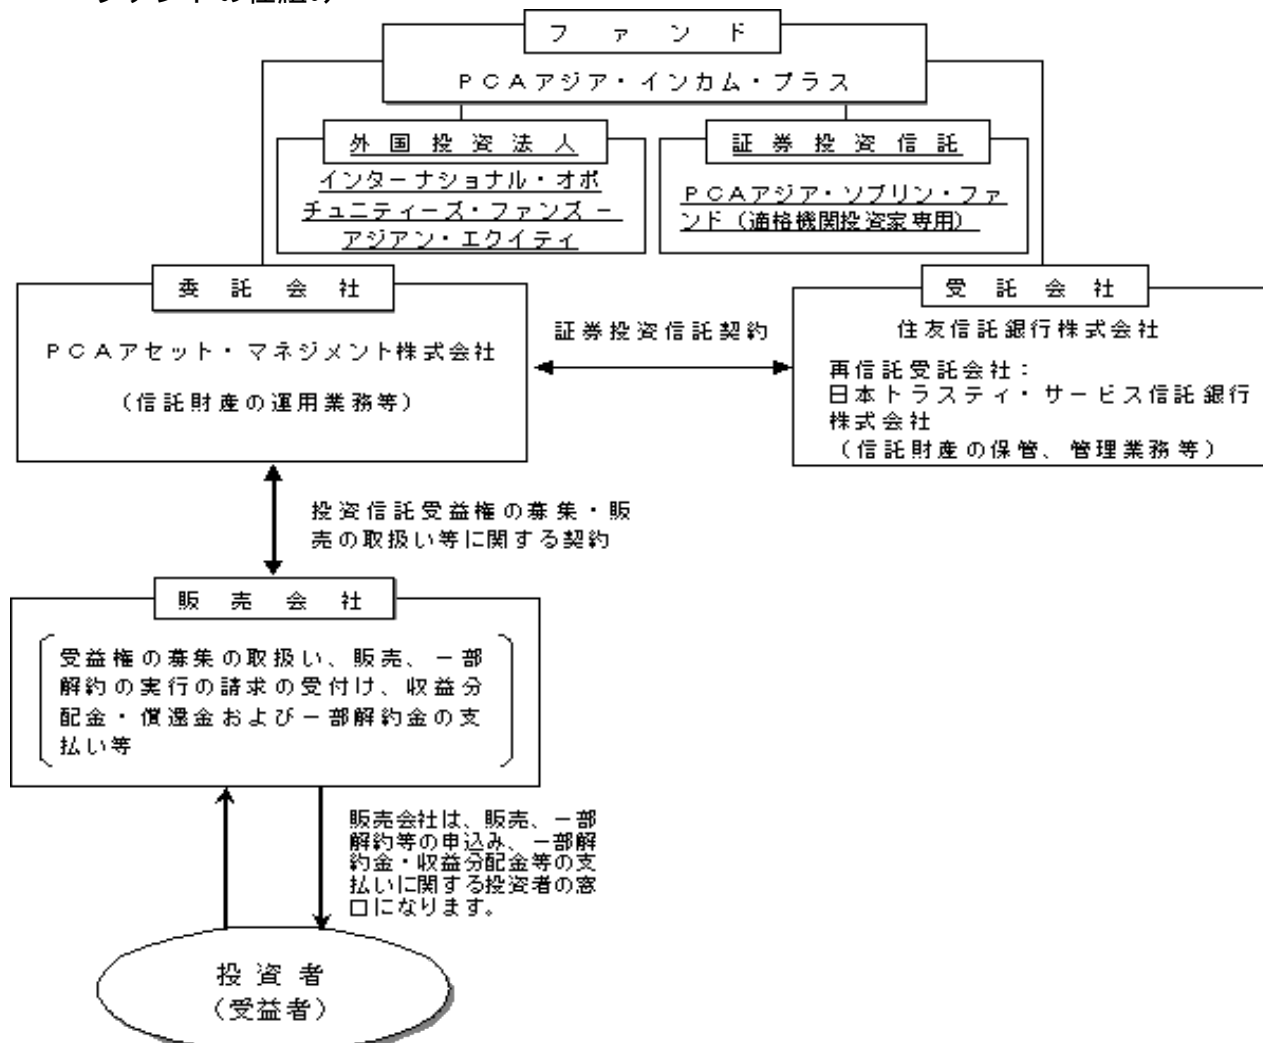 ファンドの仕組み
ファンド
PCAアジア・インカム・プラス
外国投資法人
インターナショナル・オポ
チュニティーズ・ファンズ－
アジアン・エクイティ
証券投資信託
PCAアジア・ソブリン・ファ
ンド（適格機関投資家専用）
委託会社
PCAアセット・マネジメント株式会社
（信託財産の運用業務等）
証券投資信託契約
受託会社
住友信託銀行株式会社
再信託受託会社：
日本トラスティ・サービス信託銀行
株式会社
（信託財産の保管、管理業務等）
投資信託受益権の募集・販
売の取扱い等に関する契約
販売会社
受益権の募集の取扱い、販売、一部
解約の実行の請求の受付け、収益分
配金・償還金および一部解約金の支
払い等
販売会社は、販売、一部
解約等の申込み、一部解
約金・収益分配金等の支
払いに関する投資者の窓
口になります。
投資者
（受益者）